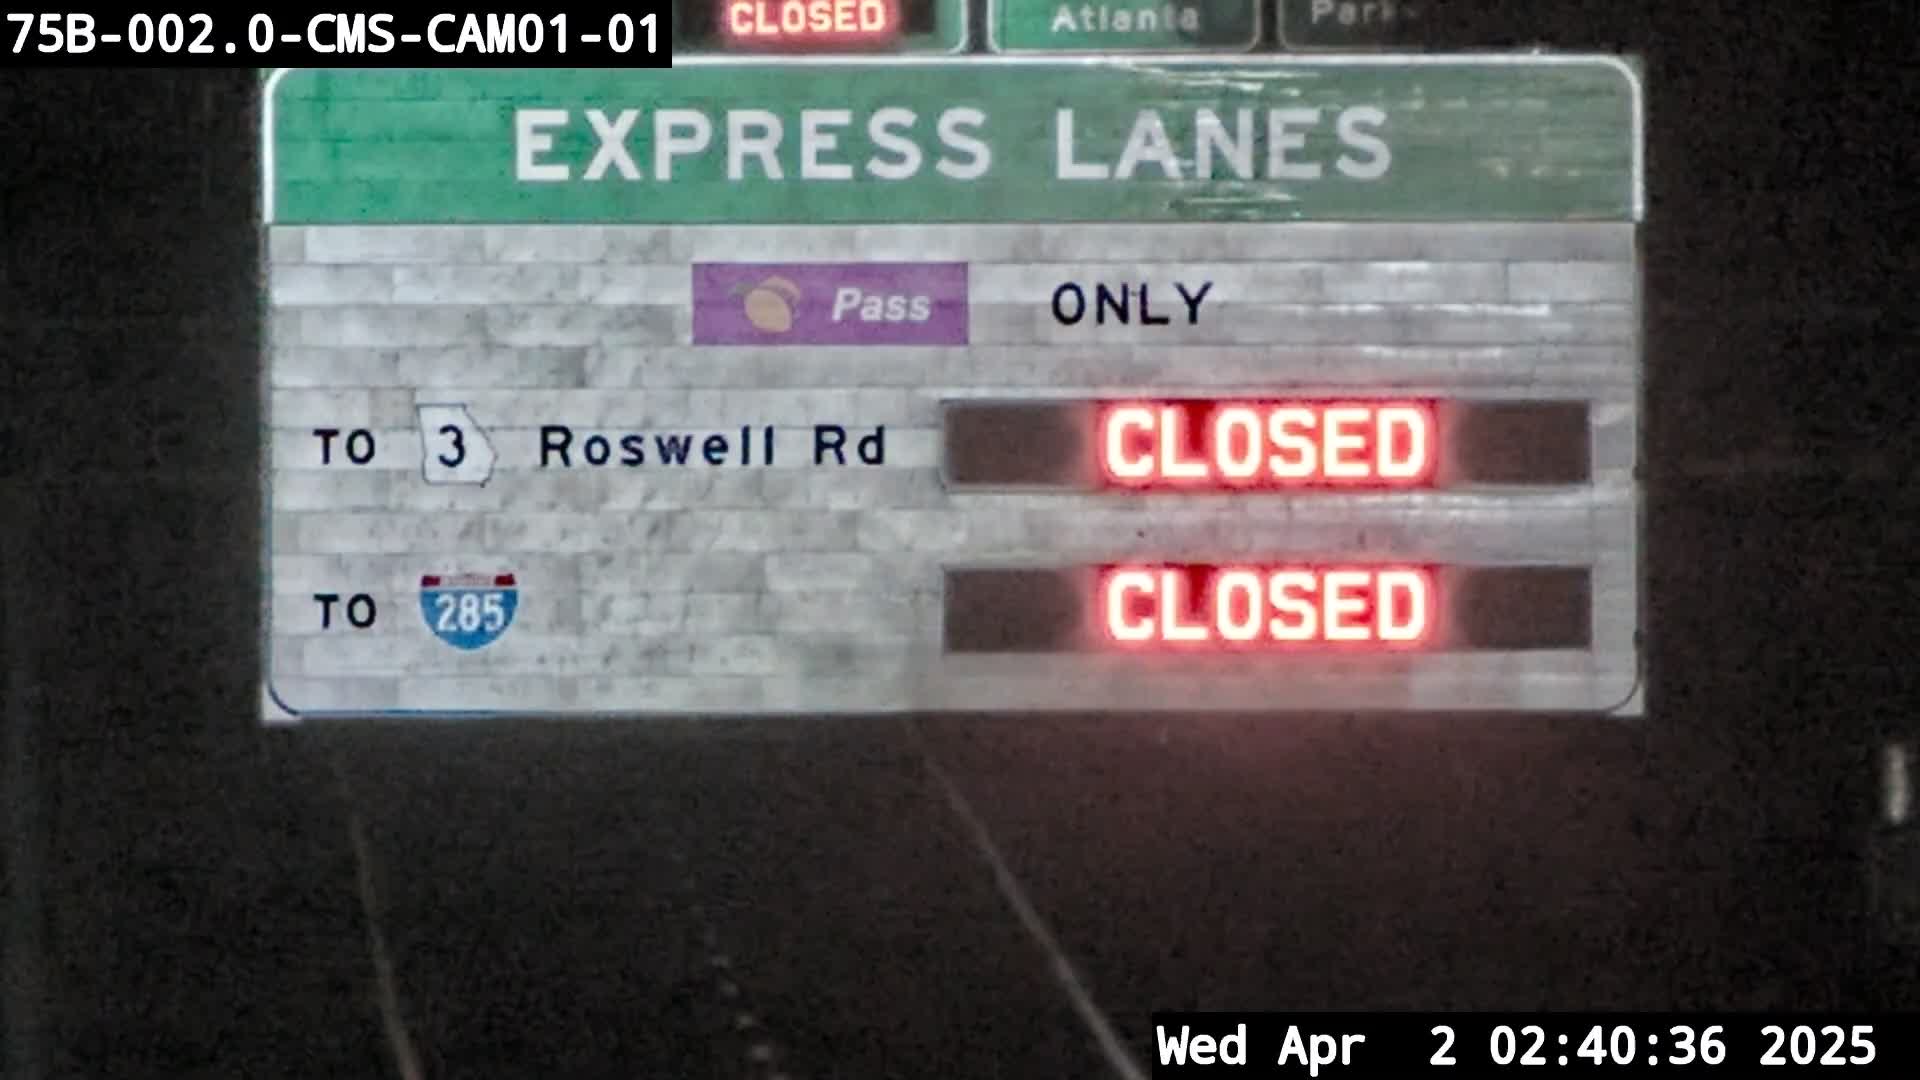 75B-002.0-CMS-CAM01-01
CLOSED
Atlanta
Park
EXPRESS LANES
Pass ONLY
TO 3 Roswell Rd CLOSED
TO 285 CLOSED
Wed Apr 2 02:40:36 2025